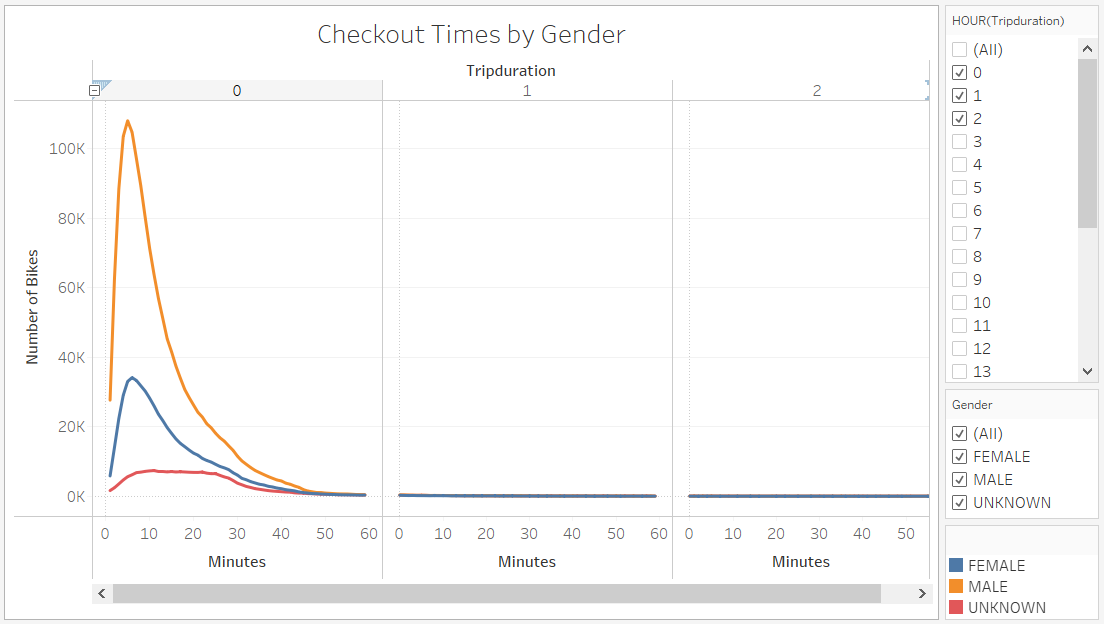 Checkout Times by Gender
Tripduration
0 1 2
Number of Bikes
100K
80K
60K
40K
20K
0K
0 10 20 30 40 50 60 0 10 20 30 40 50 60 0 10 20 30 40 50
Minutes Minutes Minutes
HOUR(Tripduration)
(All)
0
1
2
3
4
5
6
7
8
9
10
11
12
13
Gender
(All)
FEMALE
MALE
UNKNOWN
FEMALE
MALE
UNKNOWN